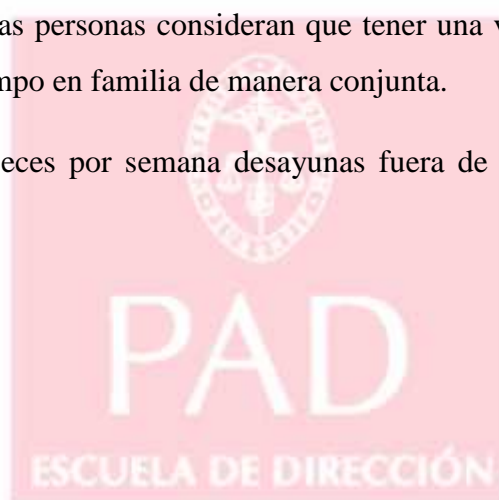 as personas consideran que tener una
mpo en familia de manera conjunta.
eces por semana desayunas fuera de
PAD
ESCUELA DE DIRECCIÓN